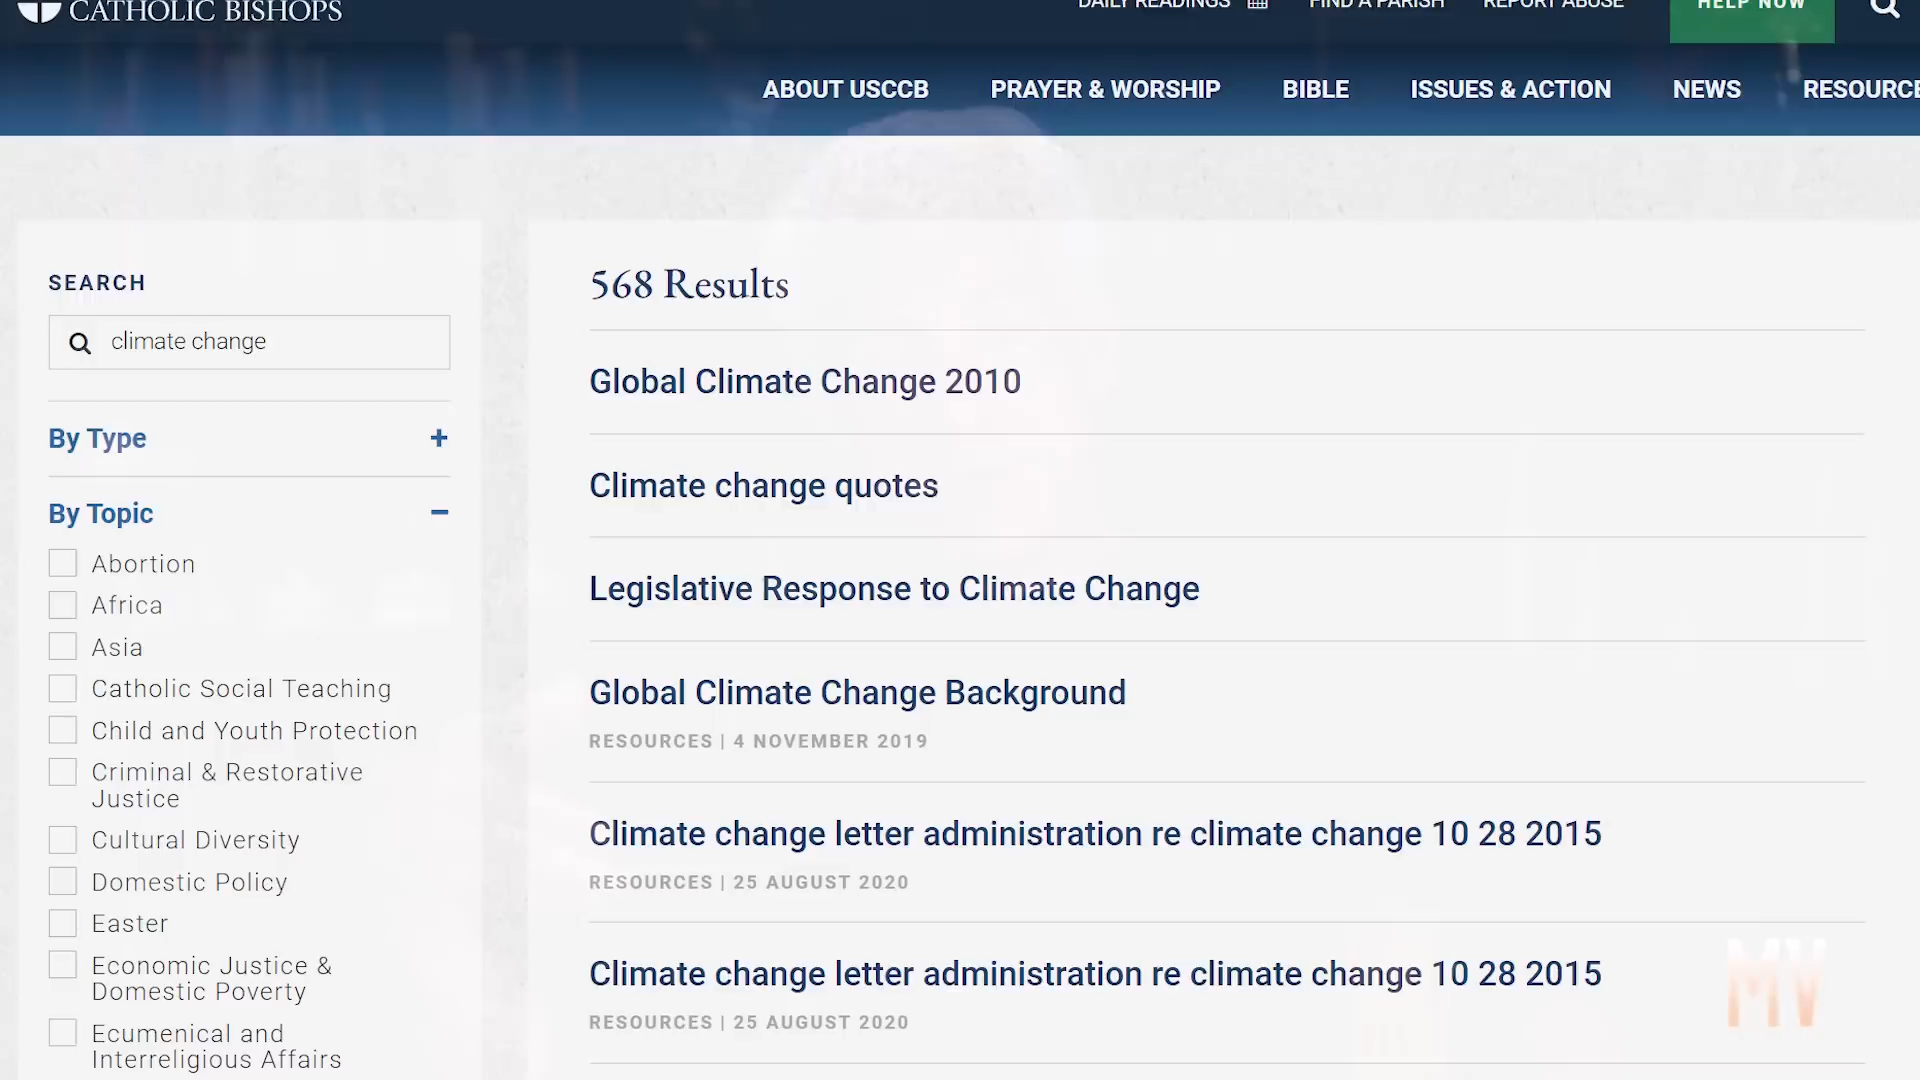 CATHOLIC BISHOPS
DAILY READINGS FIND A PARISH REPORT ABUSE HELP NOW
ABOUT USCCB PRAYER & WORSHIP BIBLE ISSUES & ACTION NEWS RESOURCE
SEARCH
climate change
By Type
By Topic
Abortion
Africa
Asia
Catholic Social Teaching
Child and Youth Protection
Criminal & Restorative
Justice
Cultural Diversity
Domestic Policy
Easter
Economic Justice &
Domestic Poverty
Ecumenical and
Interreligious Affairs
568 Results
Global Climate Change 2010
Climate change quotes
Legislative Response to Climate Change
Global Climate Change Background
RESOURCES | 4 NOVEMBER 2019
Climate change letter administration re climate change 10 28 2015
RESOURCES | 25 AUGUST 2020
Climate change letter administration re climate change 10 28 2015
RESOURCES | 25 AUGUST 2020
MV